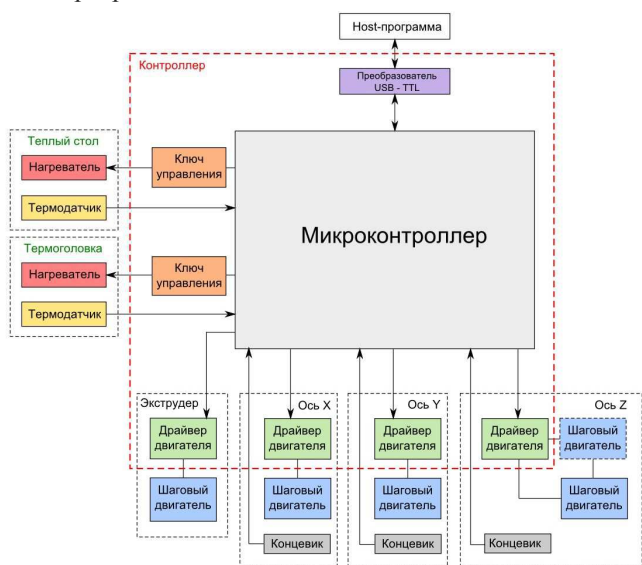 Host-программа
Контроллер
Преобразователь
USB - TTL
Теплый стол
Нагреватель
Ключ
управления
Термодатчик
Микроконтроллер
Термоголовка
Нагреватель
Ключ
управления
Термодатчик
Экструдер
Ось X
Ось Y
Ось Z
Драйвер
двигателя
Драйвер
двигателя
Драйвер
двигателя
Драйвер
двигателя
Шаговый
двигатель
Шаговый
двигатель
Шаговый
двигатель
Шаговый
двигатель
Шаговый
двигатель
Концевик
Концевик
Концевик